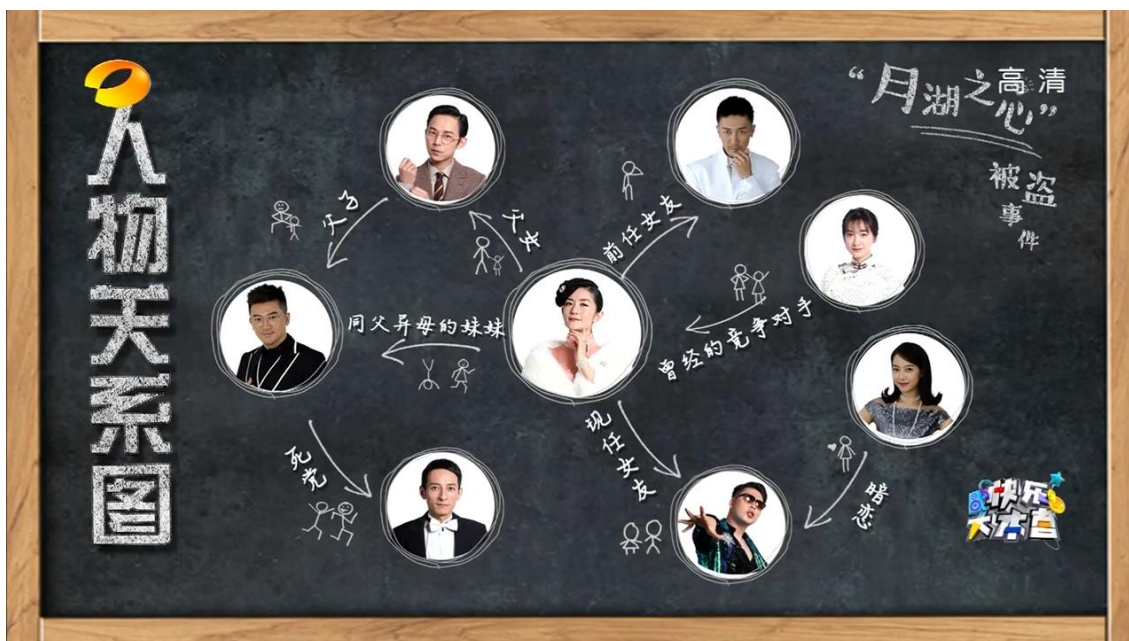 人物关系图
“月湖之心”
高清
被盗事件
父子
父女
前任女友
同父异母的妹妹
曾经的竞争对手
死党
现任女友
暗恋
快乐大本营